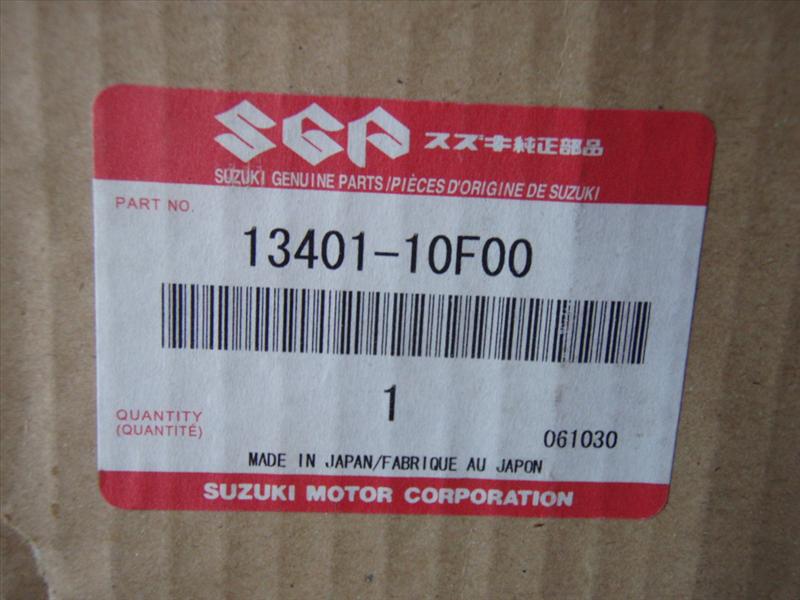 SGP スズキ純正部品
SUZUKI GENUINE PARTS/PIÈCES D'ORIGINE DE SUZUKI
PART NO.
13401-10F00
1
QUANTITY
(QUANTITÉ)
061030
MADE IN JAPAN/FABRIQUE AU JAPON
SUZUKI MOTOR CORPORATION